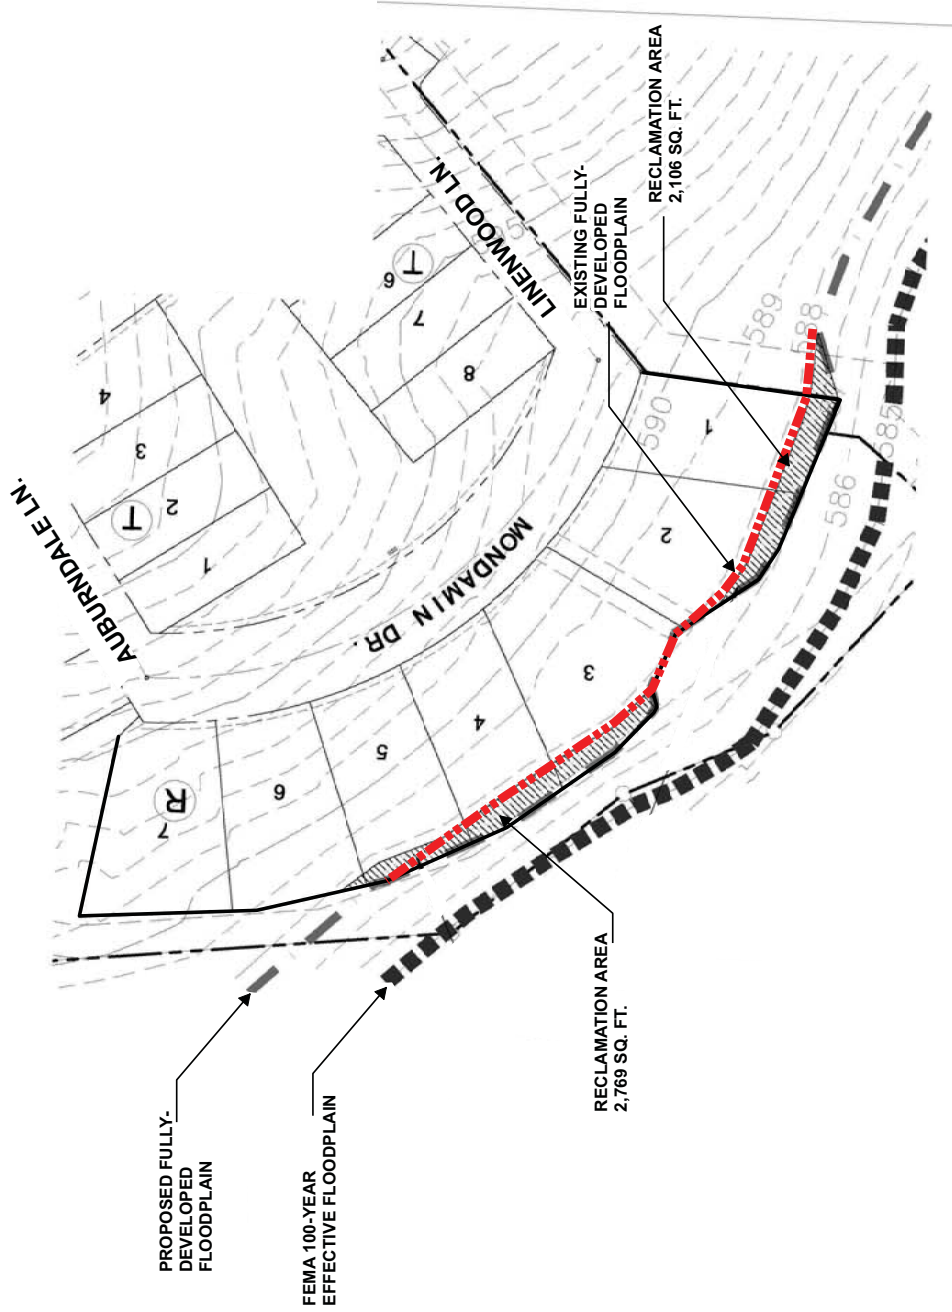 AUBURNDALE LN.
4
3
2
1
T
LINENWOOD LN.
6
7
8
T
595
MONDAMIN DR.
7
R
6
5
4
3
2
1
590
589
588
586
585
EXISTING FULLY-
DEVELOPED
FLOODPLAIN
RECLAMATION AREA
2,106 SQ. FT.
RECLAMATION AREA
2,769 SQ. FT.
PROPOSED FULLY-
DEVELOPED
FLOODPLAIN
FEMA 100-YEAR
EFFECTIVE FLOODPLAIN